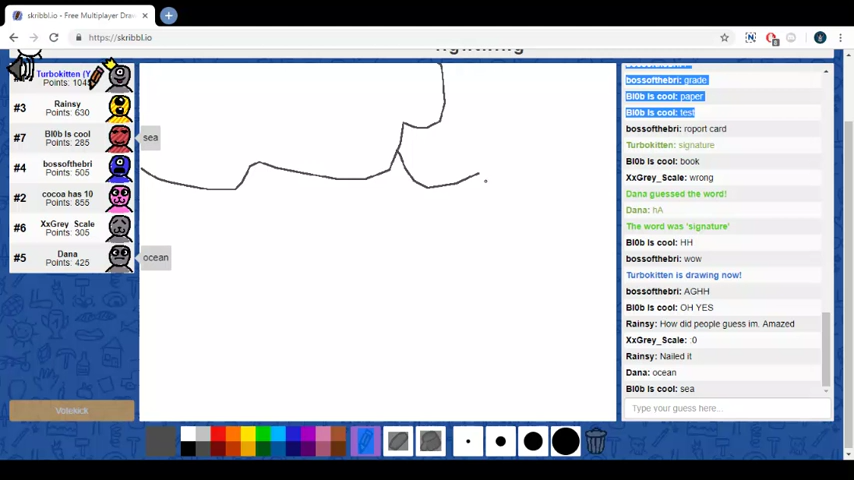 skribbl.io - Free Multiplayer Dra
https://skribbl.io
Turbokitten (Y
Points: 1045
#3
Rainsy
Points: 630
#7
Bl0b Is cool
Points: 285
sea
#4
bossofthebri
Points: 505
#2
cocoa has 10
Points: 855
#6
XxGrey_Scale
Points: 305
#5
Dana
Points: 425
ocean
Votekick
bossofthebri: grade
Bl0b Is cool: paper
Bl0b Is cool: test
bossofthebri: roport card
Turbokitten: signature
Bl0b Is cool: book
XxGrey_Scale: wrong
Dana guessed the word!
Dana: hA
The word was 'signature'
Bl0b Is cool: HH
bossofthebri: wow
Turbokitten is drawing now!
bossofthebri: AGHH
Bl0b Is cool: OH YES
Rainsy: How did people guess im. Amazed
XxGrey_Scale: :0
Rainsy: Nailed it
Dana: ocean
Bl0b Is cool: sea
Type your guess here...